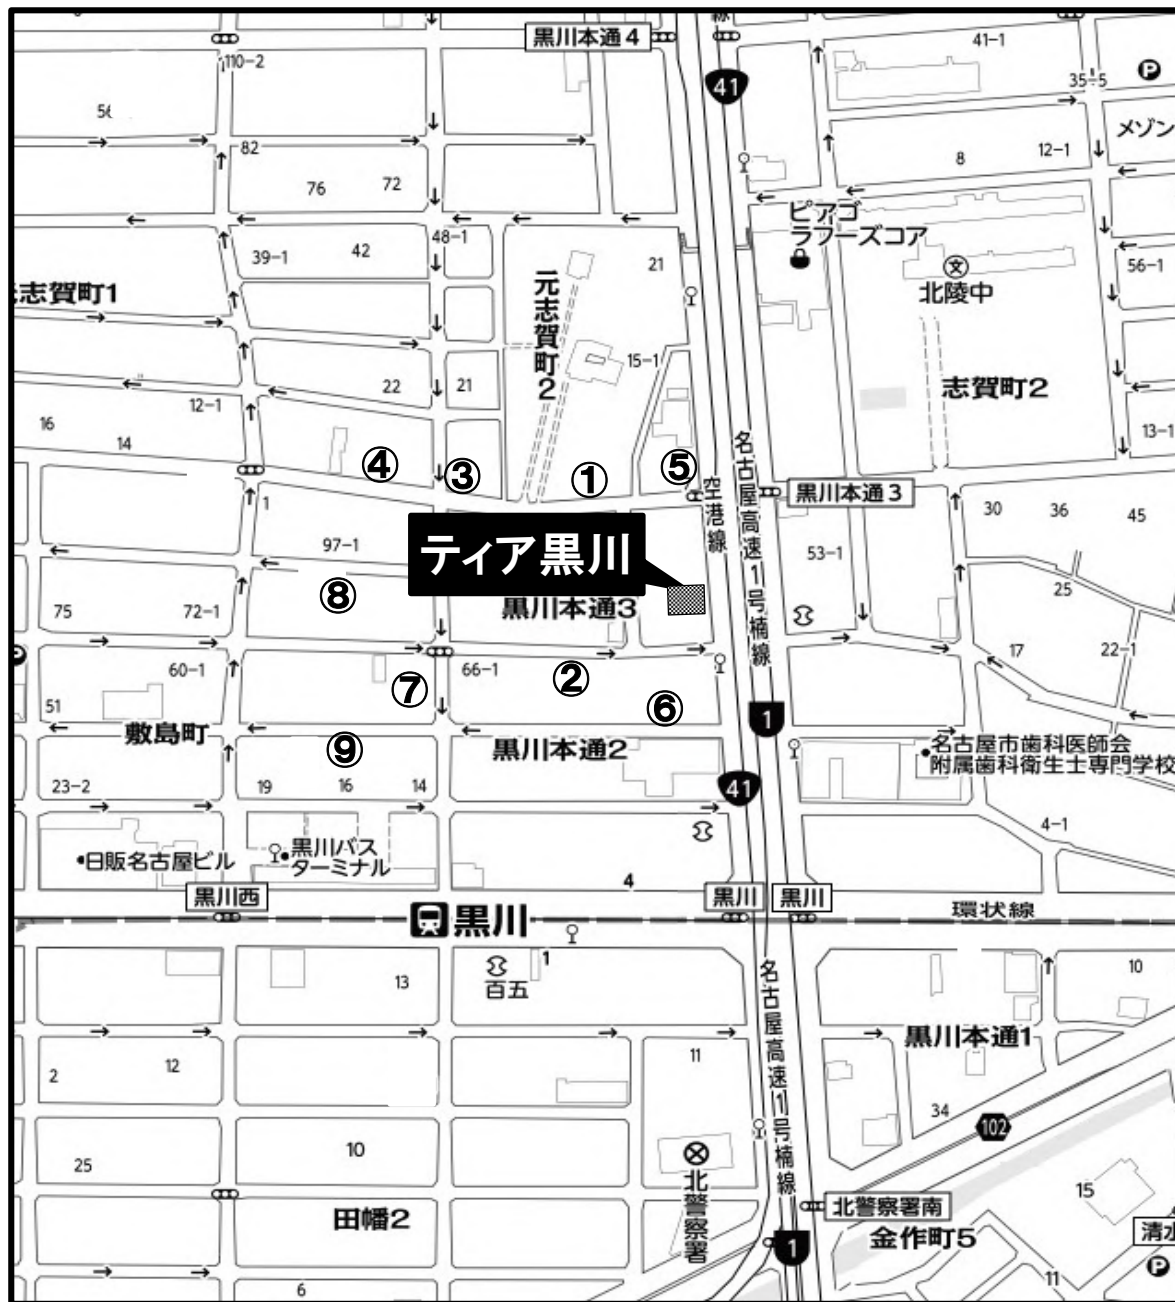 黒川本通4
41
41-1
110-2
35-5
56
メゾン
82
76
72
8
12-1
ピアゴ
ラフーズコア
48-1
42
39-1
21
56-1
北陵中
志賀町1
元志賀町2
15-1
22
21
志賀町2
12-1
16
14
13-1
④
③
①
⑤
空港線
名古屋高速1号楠線
黒川本通3
1
30
36
45
97-1
ティア黒川
53-1
⑧
25
75
72-1
黒川本通3
60-1
66-1
17
22-1
②
⑦
51
⑥
1
敷島町
⑨
黒川本通2
名古屋市歯科医師会
附属歯科衛生士専門学校
23-2
19
16
14
41
4-1
日販名古屋ビル
黒川バス
ターミナル
4
黒川西
黒川
黒川
黒川
環状線
1
百五
13
名古屋高速1号楠線
10
黒川本通1
11
2
12
34
102
10
25
北警察署
15
田幡2
北警察署南
金作町5
1
清水
11
6